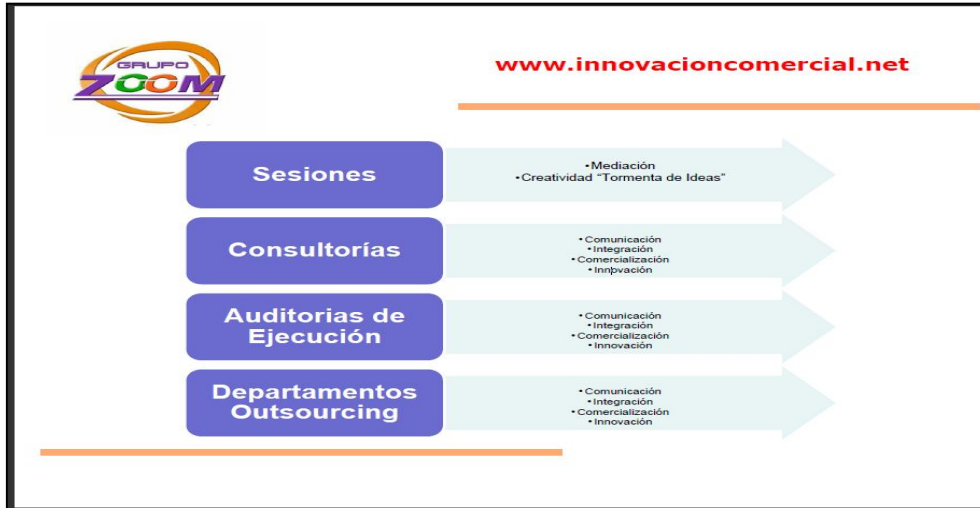 GRUPO
ZOOM
www.innovacioncomercial.net
Sesiones
•Mediación
•Creatividad “Tormenta de Ideas”
Consultorías
•Comunicación
•Integración
•Comercialización
•Innovación
Auditorias de
Ejecución
•Comunicación
•Integración
•Comercialización
•Innovación
Departamentos
Outsourcing
•Comunicación
•Integración
•Comercialización
•Innovación